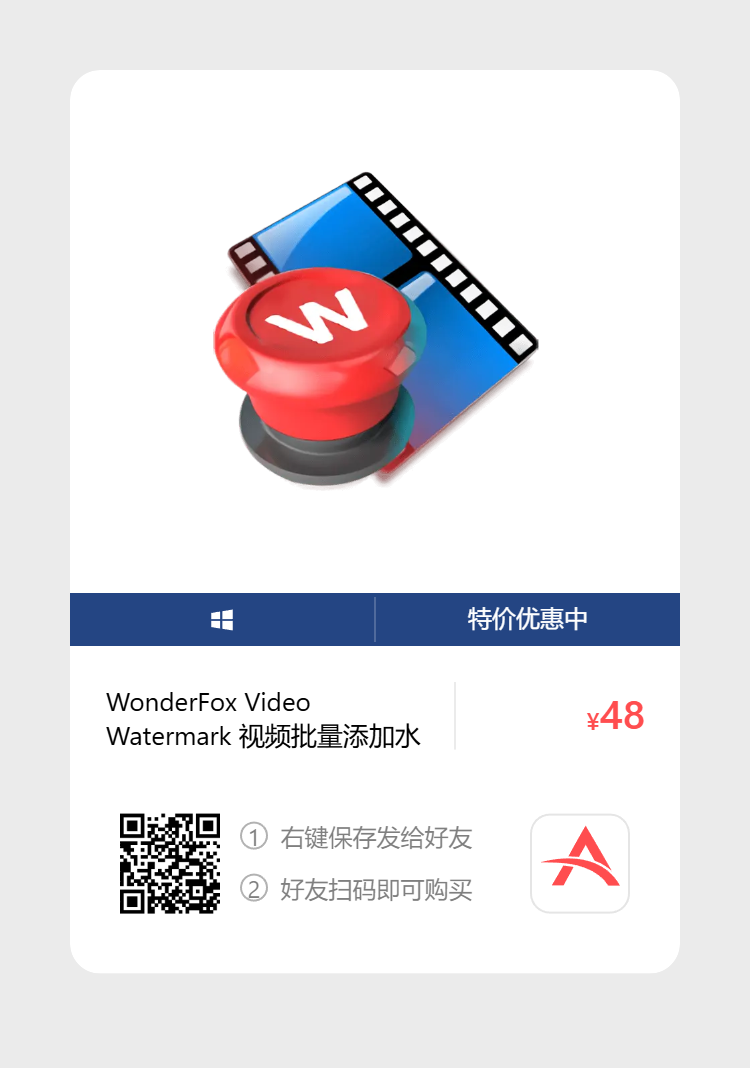 W
特价优惠中
WonderFox Video
Watermark 视频批量添加水
¥48
① 右键保存发给好友
② 好友扫码即可购买